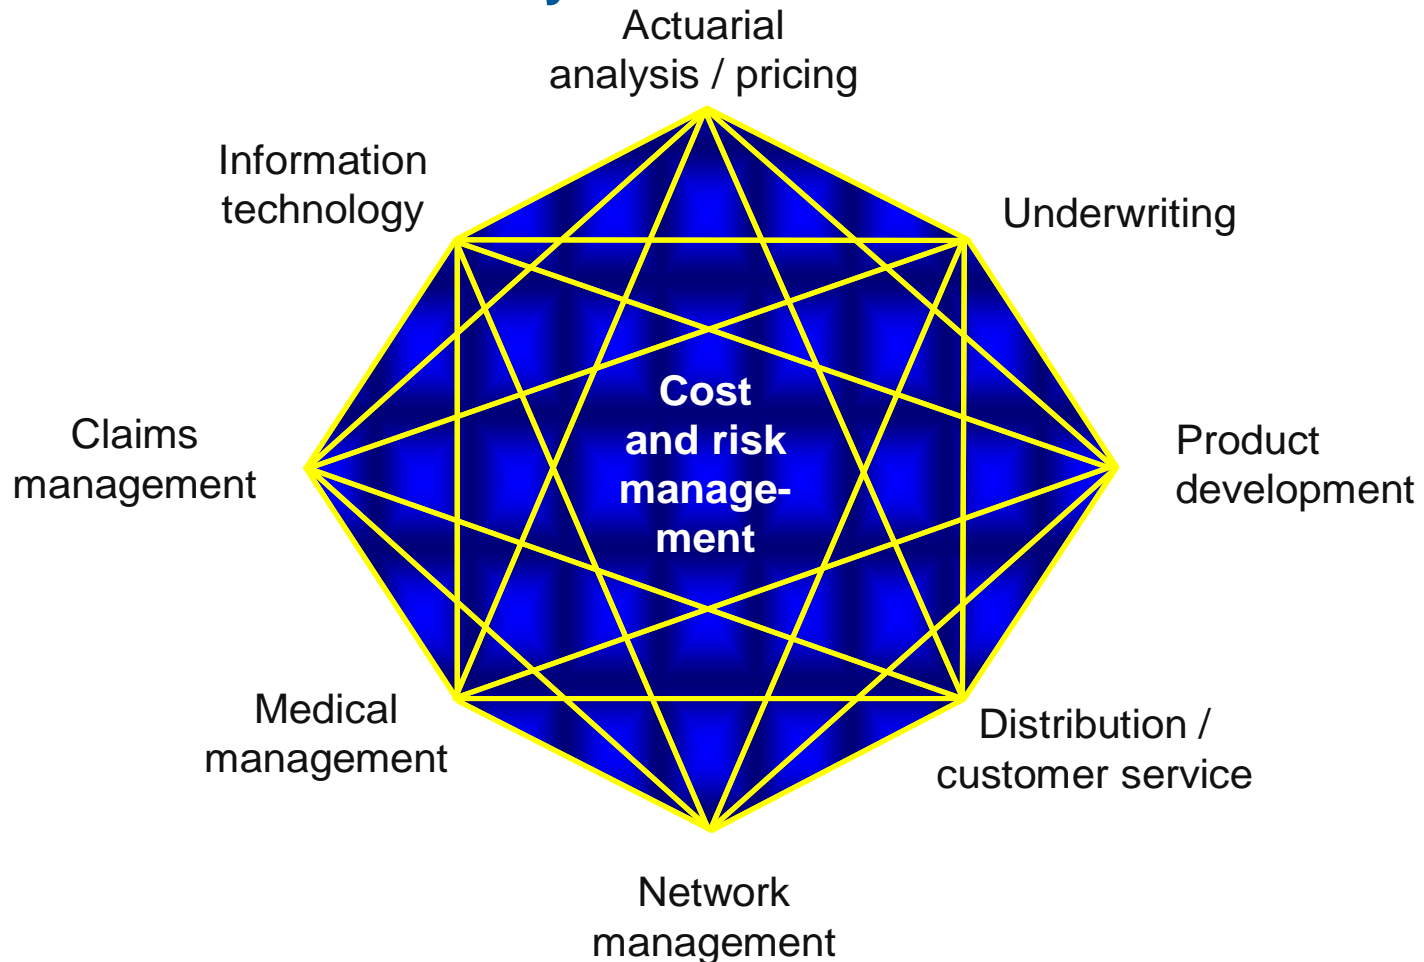 Actuarial
analysis / pricing
Information
technology
Underwriting
Cost
and risk
manage-
ment
Claims
management
Product
development
Medical
management
Distribution /
customer service
Network
management